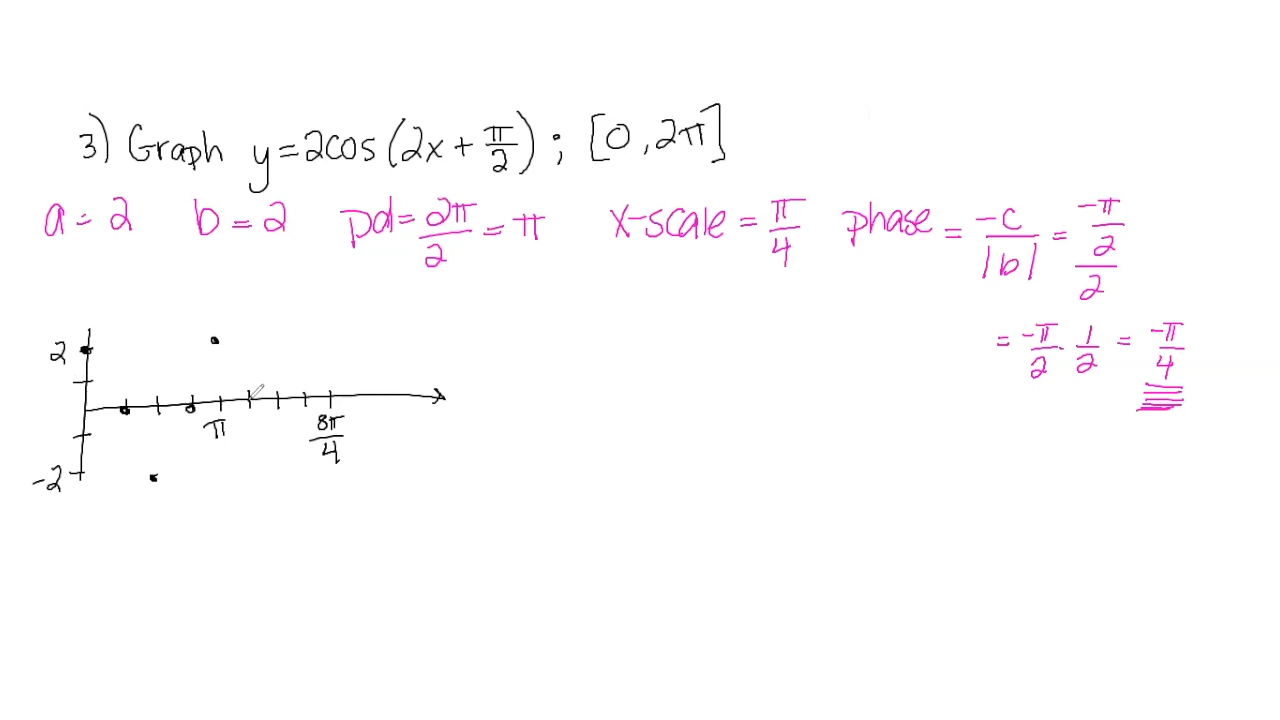 3) Graph y = 2cos(2x + π/2) ; [0, 2π]
a = 2 b = 2 pd = 2π/2 = π x-scale = π/4 phase = -c/|b| = -π/2/2
= -π/2 · 1/2 = -π/4
2
π
8π/4
-2